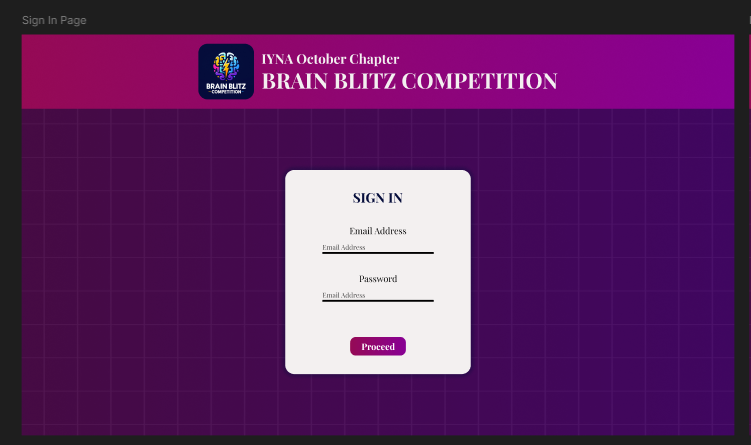 Sign In Page
IYNA October Chapter
BRAIN BLITZ COMPETITION
BRAIN BLITZ
COMPETITION
SIGN IN
Email Address
Email Address
Password
Email Address
Proceed